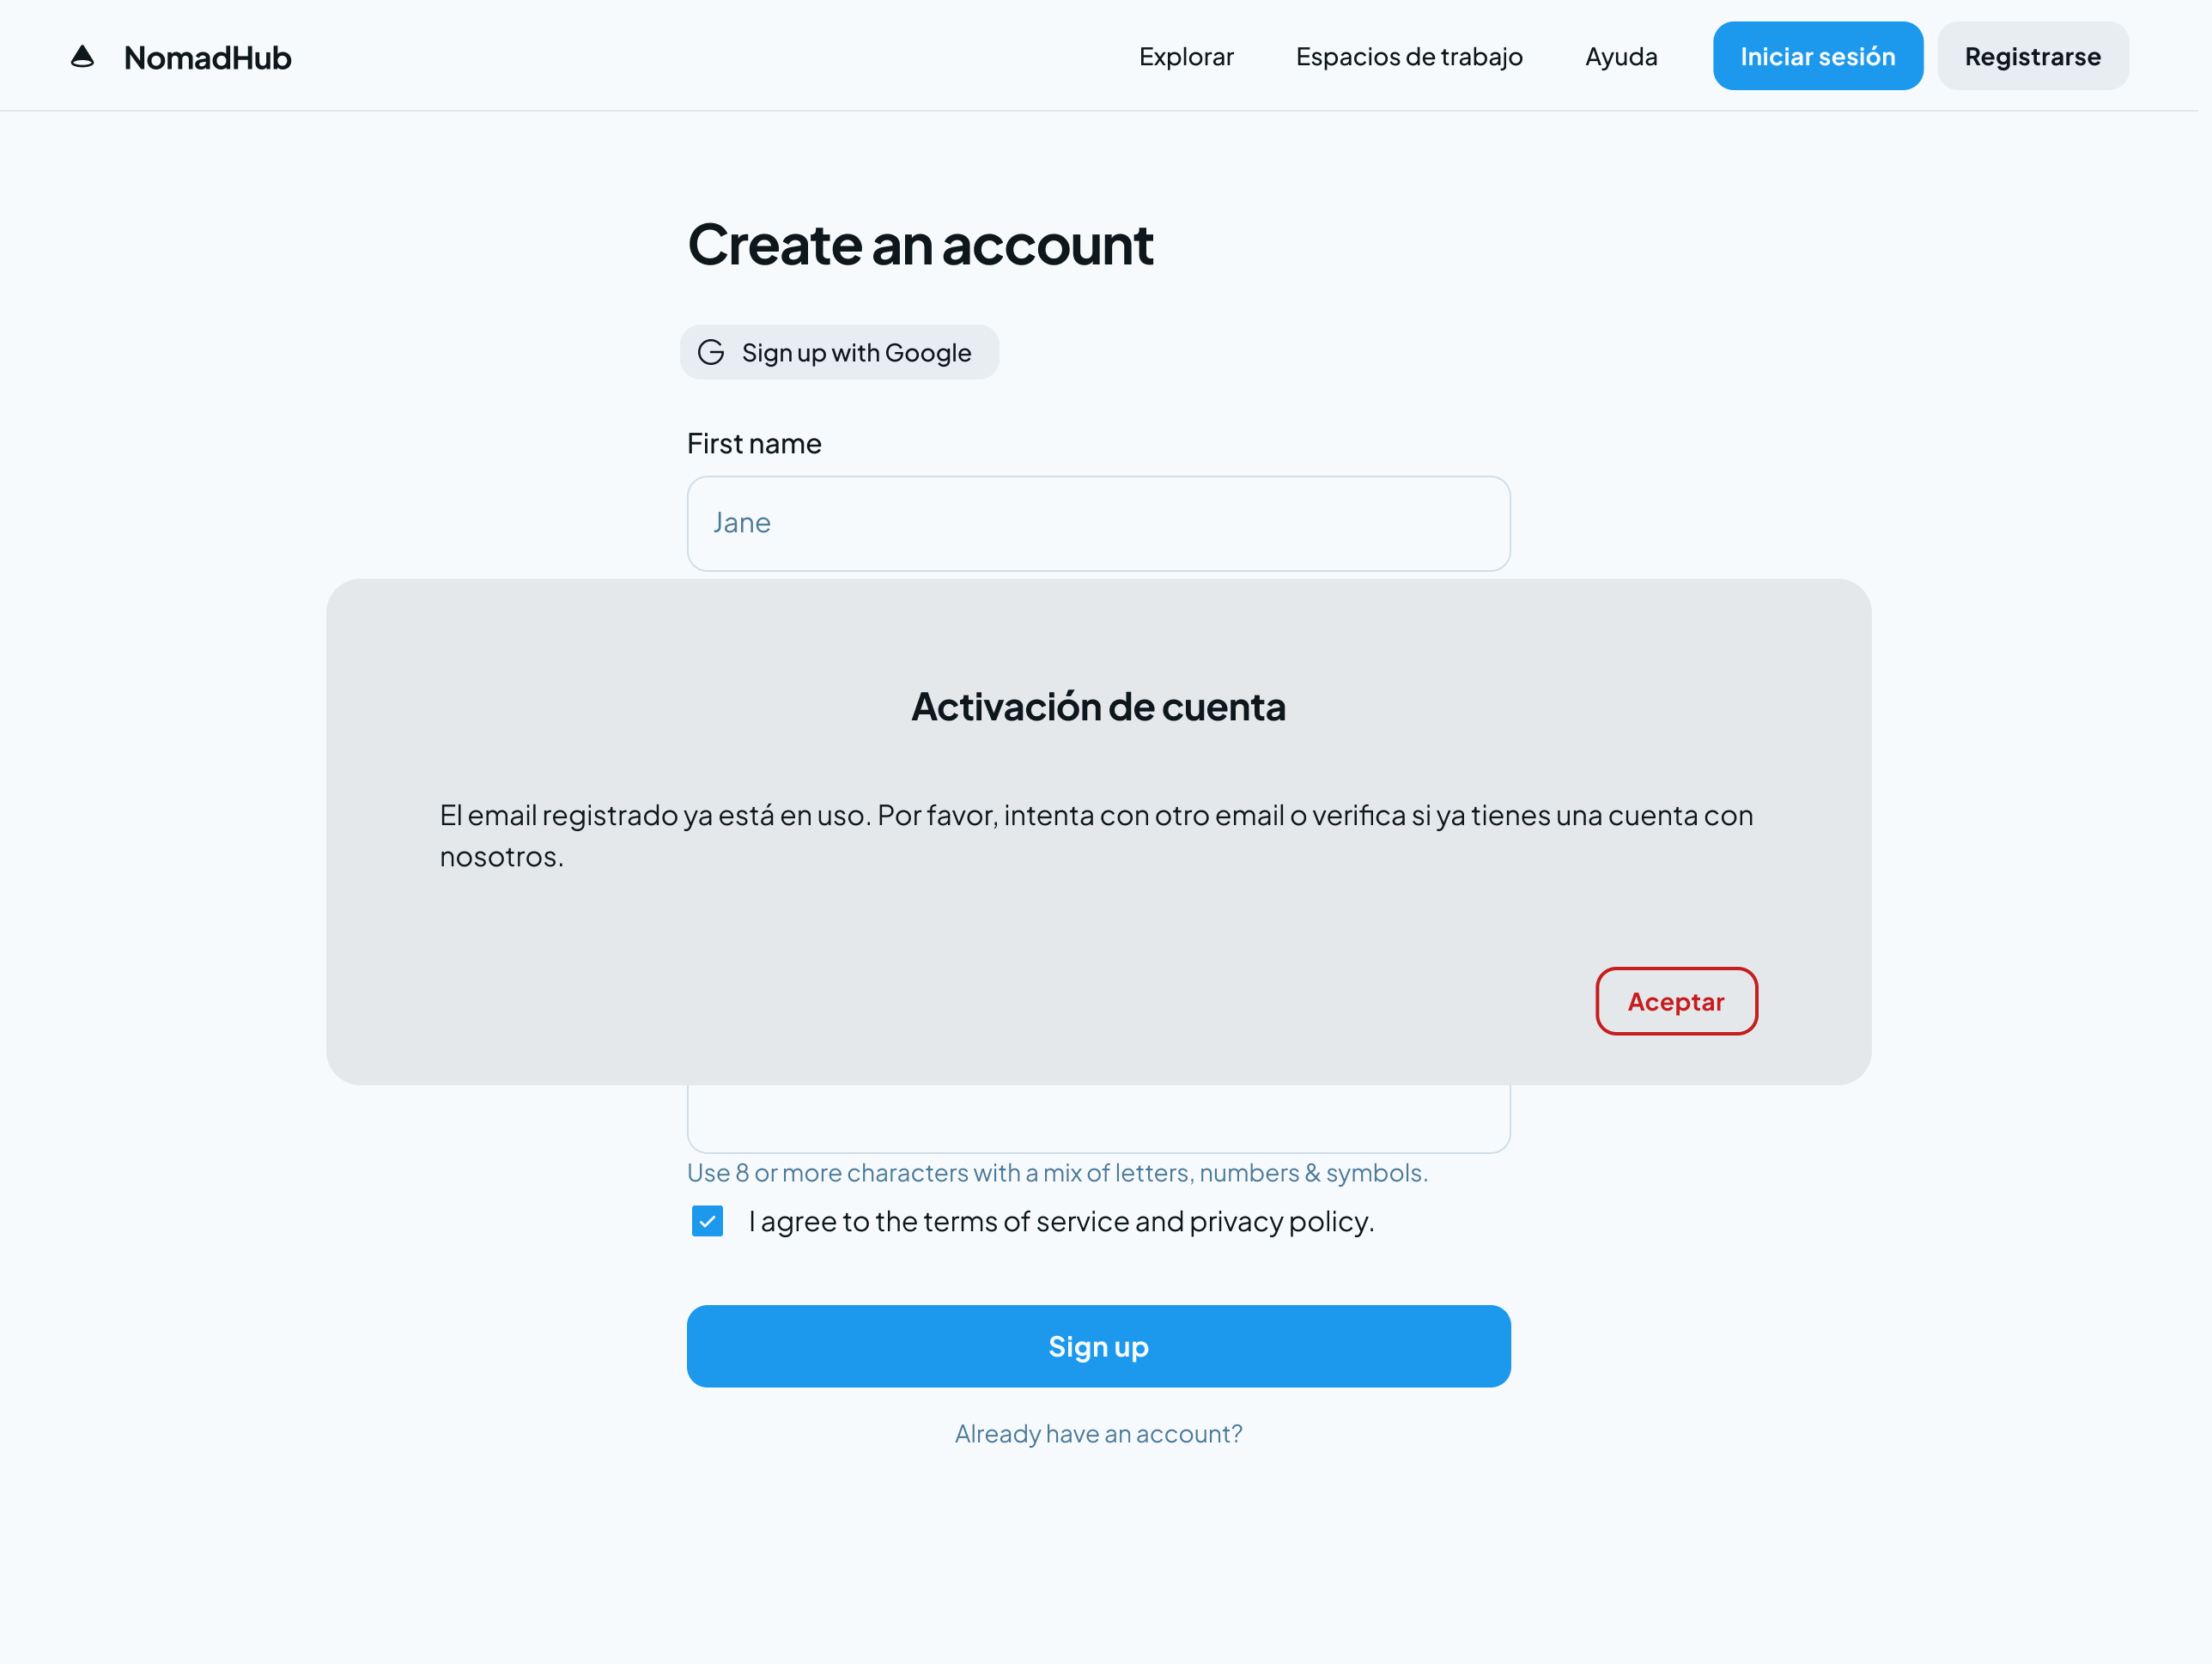 NomadHub
Explorar
Espacios de trabajo
Ayuda
Iniciar sesión
Registrarse
Create an account
Sign up with Google
First name
Jane
Activación de cuenta
El email registrado ya está en uso. Por favor, intenta con otro email o verifica si ya tienes una cuenta con
nosotros.
Aceptar
Use 8 or more characters with a mix of letters, numbers & symbols.
I agree to the terms of service and privacy policy.
Sign up
Already have an account?